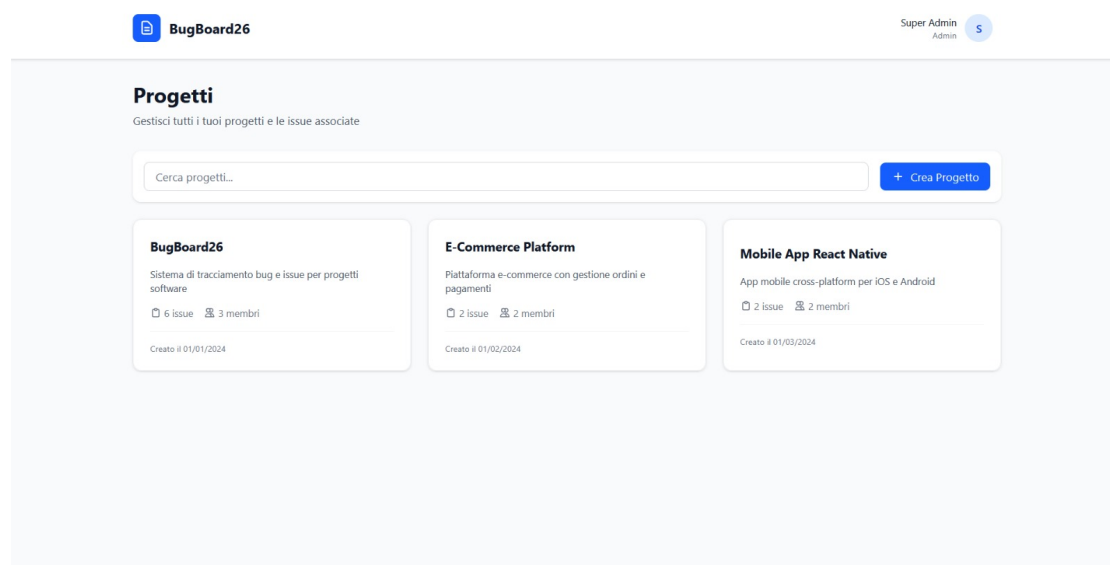 BugBoard26
Super Admin
Admin
S
Progetti
Gestisci tutti i tuoi progetti e le issue associate
Cerca progetti...
+ Crea Progetto
BugBoard26
Sistema di tracciamento bug e issue per progetti
software
6 issue 3 membri
Creato il 01/01/2024
E-Commerce Platform
Piattaforma e-commerce con gestione ordini e
pagamenti
2 issue 2 membri
Creato il 01/02/2024
Mobile App React Native
App mobile cross-platform per iOS e Android
2 issue 2 membri
Creato il 01/03/2024